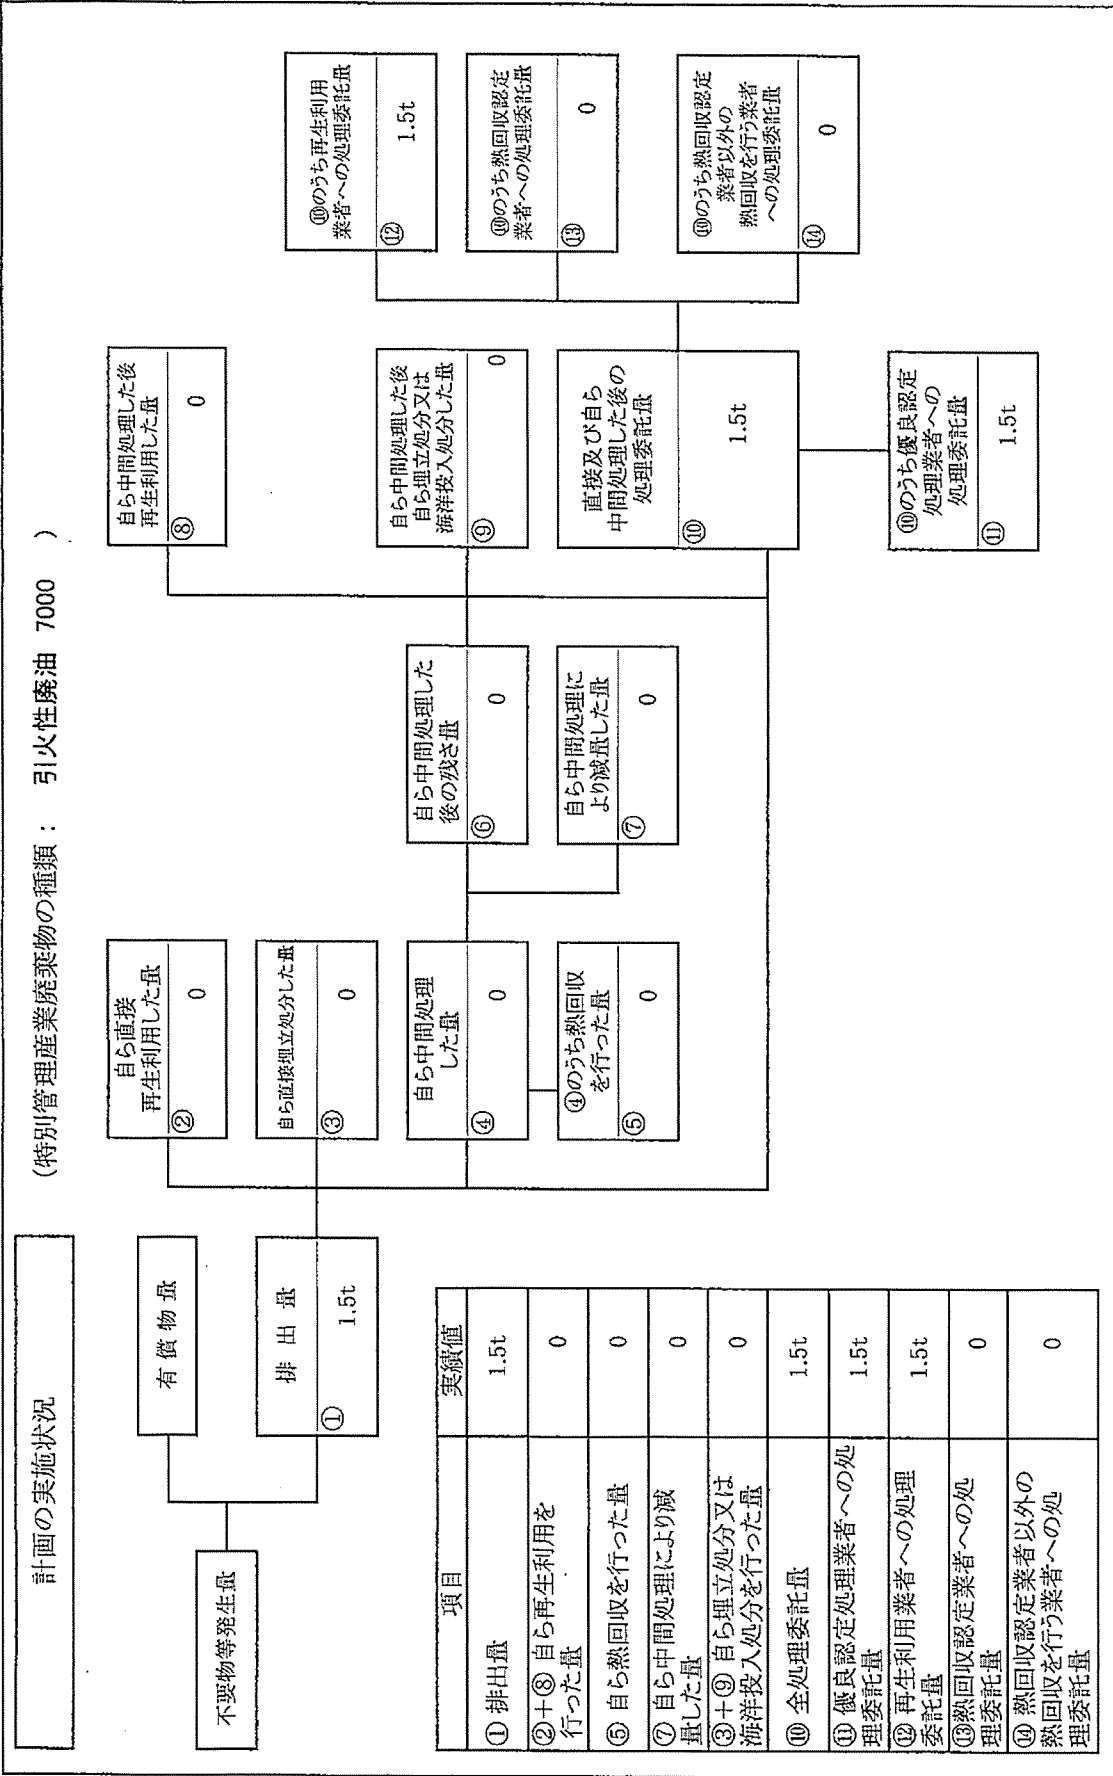 計画の実施状況
(特別管理産業廃棄物の種類： 引火性廃油 7000 )
不要物等発生量
有償物量
排出量
① 1.5t
自ら直接
再生利用した量
② 0
自ら直接埋立処分した量
③ 0
自ら中間処理
した量
④ 0
④のうち熱回収
を行った量
⑤ 0
自ら中間処理した
後の残さ量
⑥ 0
自ら中間処理に
より減量した量
⑦ 0
自ら中間処理した後
再生利用した量
⑧ 0
自ら中間処理した後
自ら埋立処分又は
海洋投入処分した量
⑨ 0
直接及び自ら
中間処理した後の
処理委託量
⑩ 1.5t
⑩のうち優良認定
処理業者への
処理委託量
⑪ 1.5t
⑩のうち再生利用
業者への処理委託量
⑫ 1.5t
⑩のうち熱回収認定
業者への処理委託量
⑬ 0
⑩のうち熱回収認定
業者以外の
熱回収を行う業者
への処理委託量
⑭ 0
項目 実績値
① 排出量 1.5t
②＋⑧ 自ら再生利用を
行った量 0
⑤ 自ら熱回収を行った量 0
⑦ 自ら中間処理により減
量した量 0
③＋⑨ 自ら埋立処分又は
海洋投入処分を行った量 0
⑩ 全処理委託量 1.5t
⑪ 優良認定処理業者への処
理委託量 1.5t
⑫ 再生利用業者への処理
委託量 1.5t
⑬熱回収認定業者への処
理委託量 0
⑭ 熱回収認定業者以外の
熱回収を行う業者への処
理委託量 0